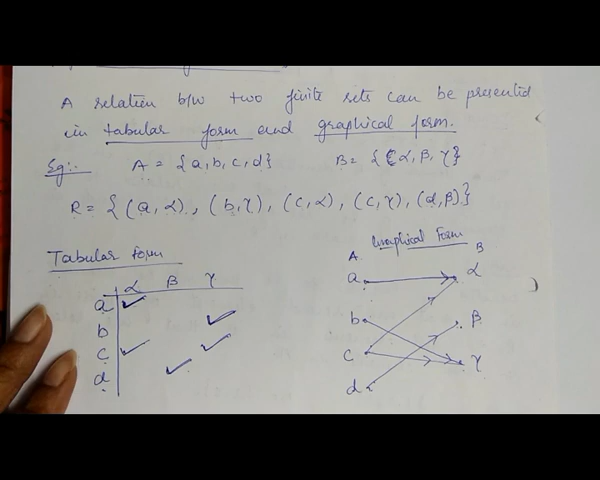 A relation b/w two finite sets can be presented
in tabular form and graphical form.
Eg:- A = {a, b, c, d} B = {α, β, γ}
R = {(a, α), (b, γ), (c, α), (c, γ), (d, β)}
Tabular form
α β γ
a ✓
b ✓
c ✓ ✓
d ✓
Graphical Form
A B
a α
b β
c γ
d